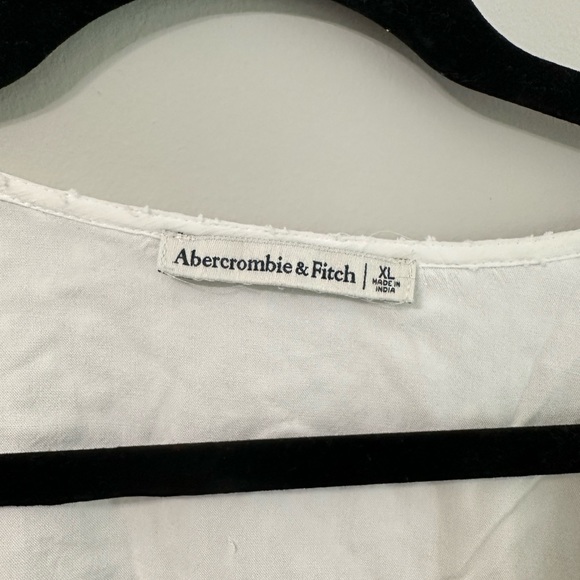 Abercrombie & Fitch | XL
MADE IN
INDIA